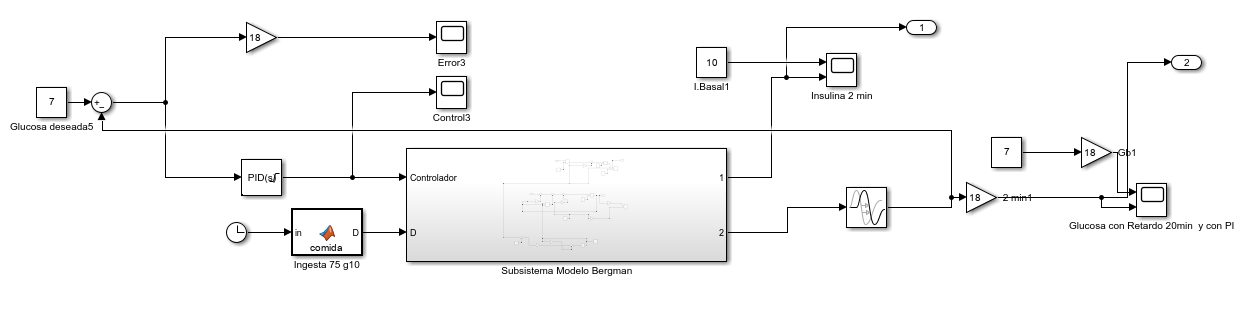 1
18
Error3
10
I.Basal1
Insulina 2 min
2
7
Glucosa deseada5
+
_
Control3
7
18
Gb1
PID(s)
Controlador
1
18
2 min1
Glucosa con Retardo 20min y con PI
in
D
comida
Ingesta 75 g10
D
2
Subsistema Modelo Bergman